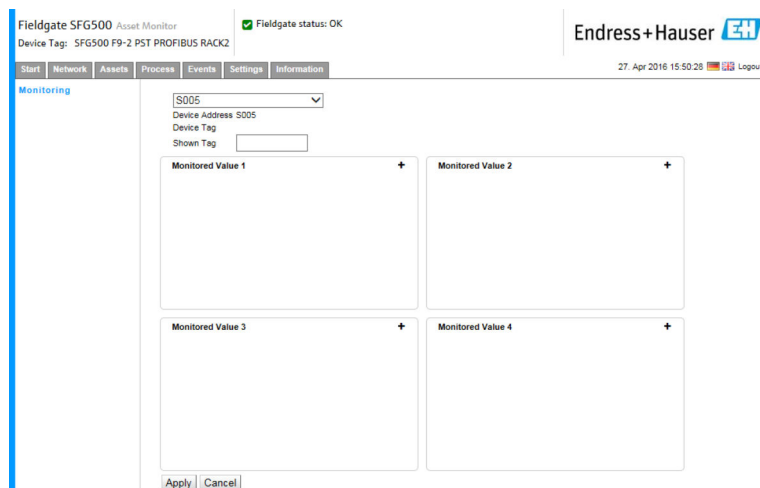 Fieldgate SFG500 Asset Monitor
Fieldgate status: OK
Device Tag: SFG500 F9-2 PST PROFIBUS RACK2
Endress+Hauser EH
Start Network Assets Process Events Settings Information
27. Apr 2016 15:50:28 Logou
Monitoring
S005
Device Address S005
Device Tag
Shown Tag
Monitored Value 1 +
Monitored Value 2 +
Monitored Value 3 +
Monitored Value 4 +
Apply Cancel